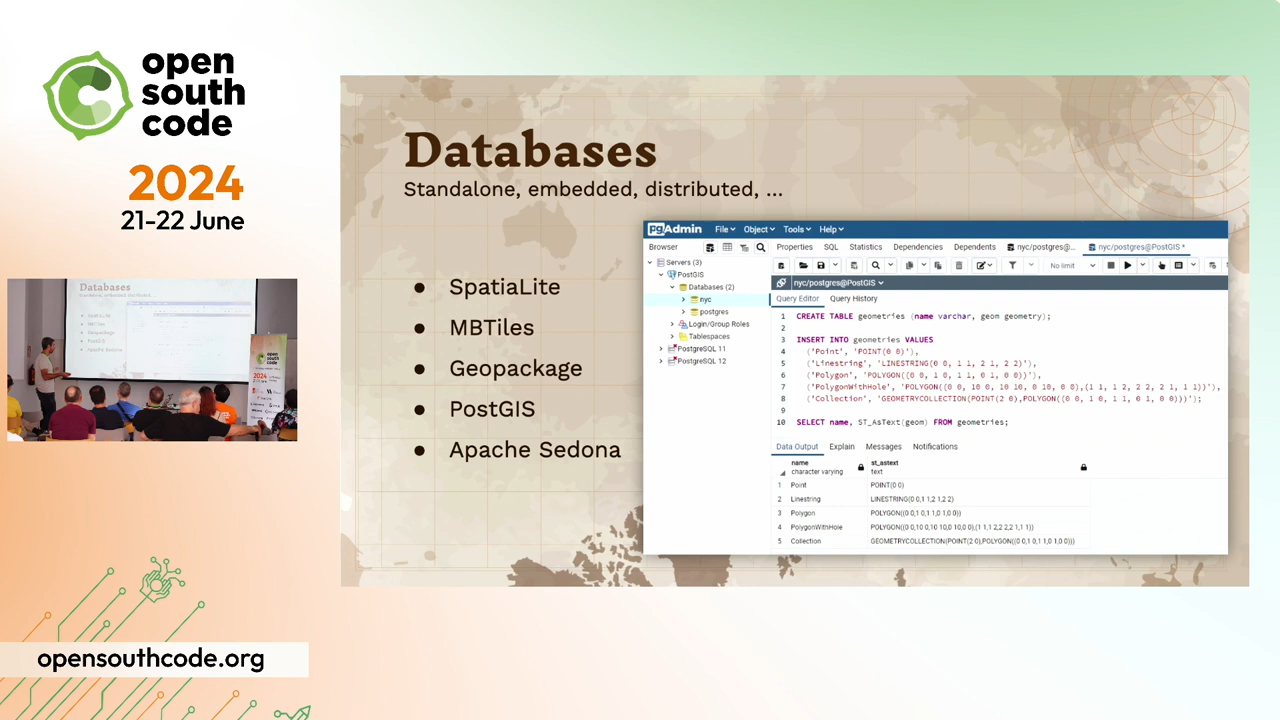 open
south
code
2024
21-22 June
opensouthcode.org
Databases
Standalone, embedded, distributed, ...
● SpatiaLite
● MBTiles
● Geopackage
● PostGIS
● Apache Sedona
pgAdmin File Object Tools Help
Browser Properties SQL Statistics Dependencies Dependents nyc/postgres@... nyc/postgres@PostGIS *
No limit
Servers (3)
PostGIS
Databases (2)
nyc
postgres
Login/Group Roles
Tablespaces
PostgreSQL 11
PostgreSQL 12
nyc/postgres@PostGIS
Query Editor Query History
1 CREATE TABLE geometries (name varchar, geom geometry);
2
3 INSERT INTO geometries VALUES
4 ('Point', 'POINT(0 0)'),
5 ('Linestring', 'LINESTRING(0 0, 1 1, 2 1, 2 2)'),
6 ('Polygon', 'POLYGON((0 0, 1 0, 1 1, 0 1, 0 0))'),
7 ('PolygonWithHole', 'POLYGON((0 0, 10 0, 10 10, 0 10, 0 0),(1 1, 1 2, 2 2, 2 1, 1 1))'),
8 ('Collection', 'GEOMETRYCOLLECTION(POINT(2 0),POLYGON((0 0, 1 0, 1 1, 0 1, 0 0)))');
9
10 SELECT name, ST_AsText(geom) FROM geometries;
Data Output Explain Messages Notifications
name st_astext
character varying text
1 Point POINT(0 0)
2 Linestring LINESTRING(0 0,1 1,2 1,2 2)
3 Polygon POLYGON((0 0,1 0,1 1,0 1,0 0))
4 PolygonWithHole POLYGON((0 0,10 0,10 10,0 10,0 0),(1 1,1 2,2 2,2 1,1 1))
5 Collection GEOMETRYCOLLECTION(POINT(2 0),POLYGON((0 0,1 0,1 1,0 1,0 0)))
Databases
open
south
code